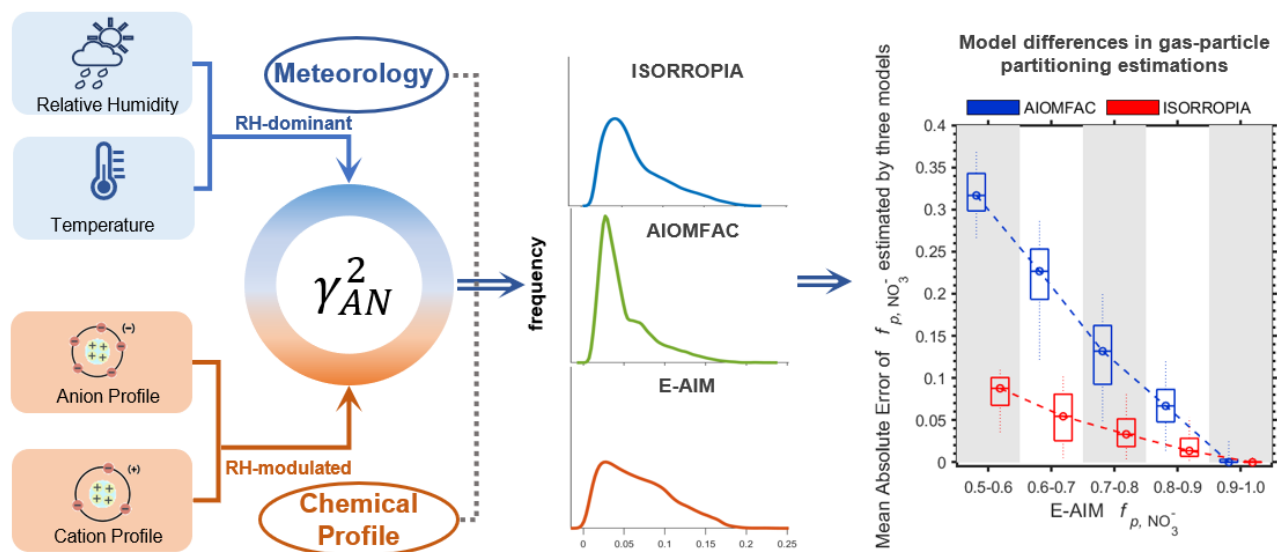 Relative Humidity
Temperature
RH-dominant
Meteorology
γ²_AN
(−)
Anion Profile
(+)
Cation Profile
RH-modulated
Chemical
Profile
frequency
ISORROPIA
AIOMFAC
E-AIM
0 0.05 0.1 0.15 0.2 0.25
Model differences in gas-particle
partitioning estimations
AIOMFAC ISORROPIA
Mean Absolute Error of f p, NO3- estimated by three models
0.4
0.35
0.3
0.25
0.2
0.15
0.1
0.05
0
0.5-0.6 0.6-0.7 0.7-0.8 0.8-0.9 0.9-1.0
E-AIM f p, NO3-